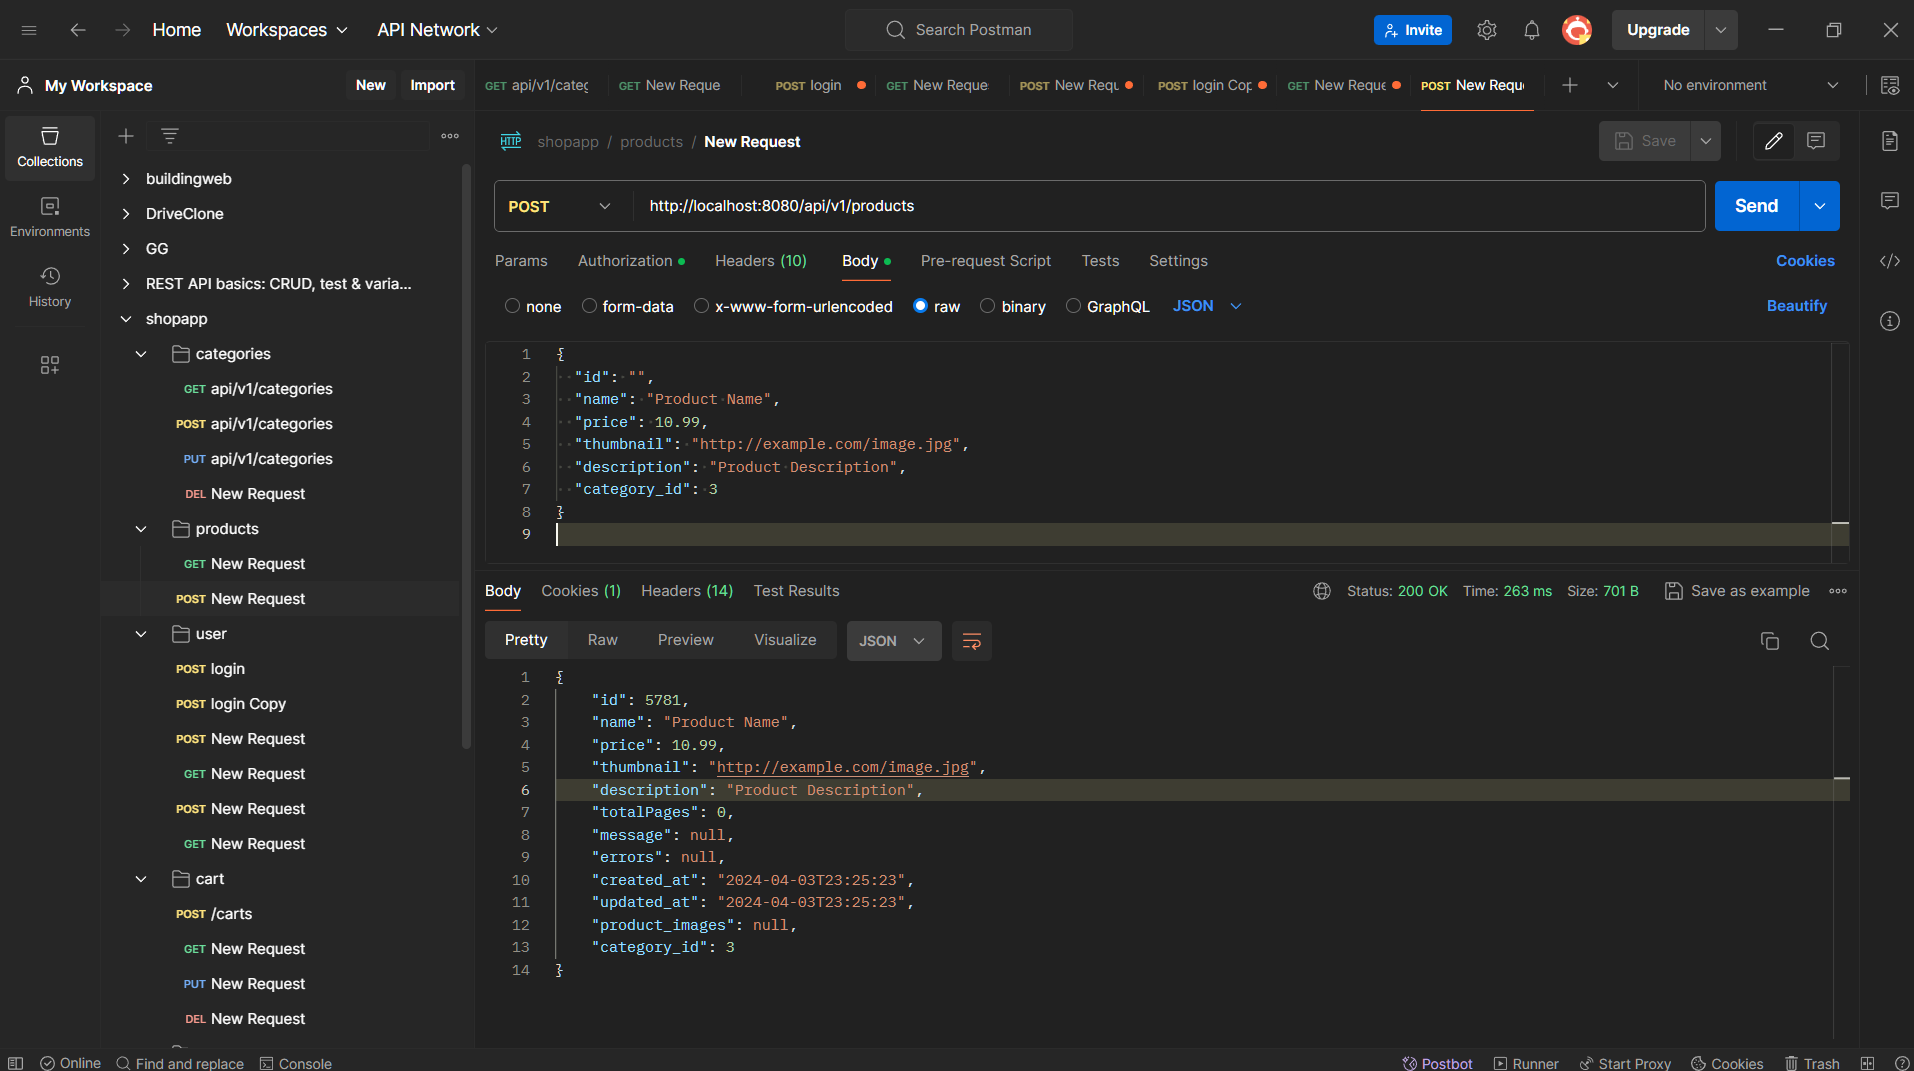 Home Workspaces API Network Search Postman Invite Upgrade
My Workspace New Import GET api/v1/categ GET New Reque POST login GET New Reque POST New Requ POST login Cop GET New Reque POST New Requ No environment
Collections
Environments
History
buildingweb
DriveClone
GG
REST API basics: CRUD, test & varia...
shopapp
categories
GET api/v1/categories
POST api/v1/categories
PUT api/v1/categories
DEL New Request
products
GET New Request
POST New Request
user
POST login
POST login Copy
POST New Request
GET New Request
POST New Request
GET New Request
cart
POST /carts
GET New Request
PUT New Request
DEL New Request
HTTP shopapp / products / New Request Save
POST http://localhost:8080/api/v1/products Send
Params Authorization Headers (10) Body Pre-request Script Tests Settings Cookies
none form-data x-www-form-urlencoded raw binary GraphQL JSON Beautify
1 {
2 "id": "",
3 "name": "Product Name",
4 "price": 10.99,
5 "thumbnail": "http://example.com/image.jpg",
6 "description": "Product Description",
7 "category_id": 3
8 }
9
Body Cookies (1) Headers (14) Test Results Status: 200 OK Time: 263 ms Size: 701 B Save as example
Pretty Raw Preview Visualize JSON
1 {
2 "id": 5781,
3 "name": "Product Name",
4 "price": 10.99,
5 "thumbnail": "http://example.com/image.jpg",
6 "description": "Product Description",
7 "totalPages": 0,
8 "message": null,
9 "errors": null,
10 "created_at": "2024-04-03T23:25:23",
11 "updated_at": "2024-04-03T23:25:23",
12 "product_images": null,
13 "category_id": 3
14 }
Online Find and replace Console Postbot Runner Start Proxy Cookies Trash